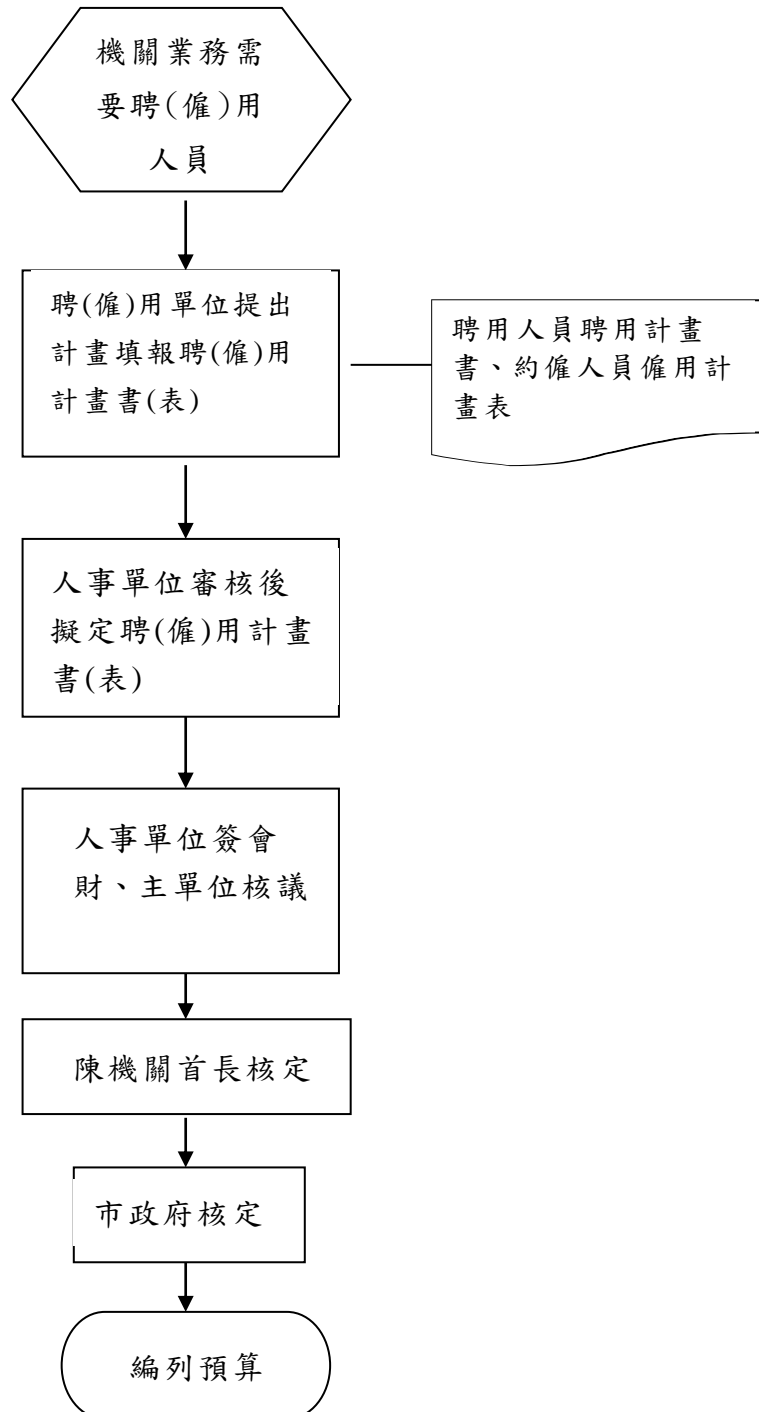 機關業務需
要聘(僱)用
人員
聘(僱)用單位提出
計畫填報聘(僱)用
計畫書(表)
聘用人員聘用計畫
書、約僱人員僱用計
畫表
人事單位審核後
擬定聘(僱)用計畫
書(表)
人事單位簽會
財、主單位核議
陳機關首長核定
市政府核定
編列預算